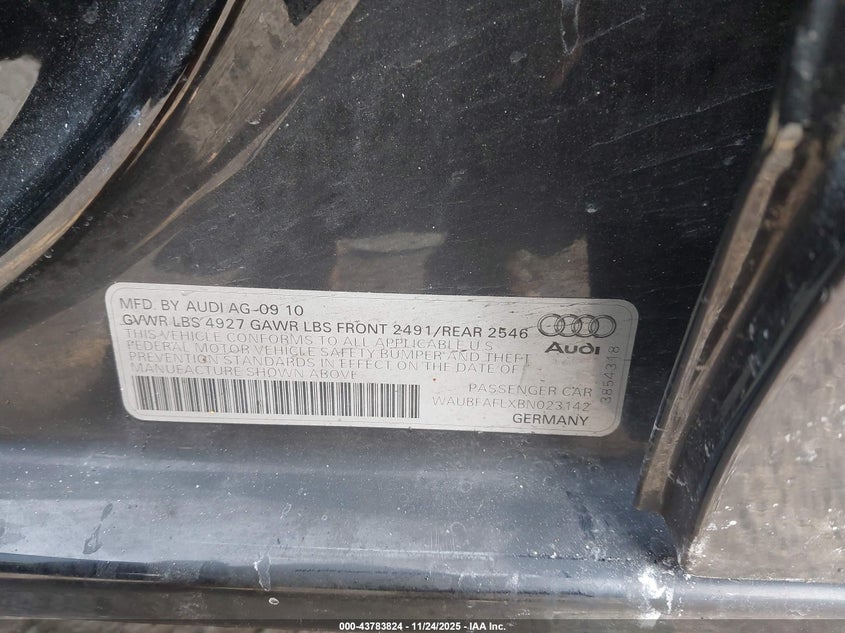 MFD. BY AUDI AG-09 10
GVWR LBS 4927 GAWR LBS FRONT 2491/REAR 2546
THIS VEHICLE CONFORMS TO ALL APPLICABLE U.S.
FEDERAL MOTOR VEHICLE SAFETY BUMPER AND THEFT
PREVENTION STANDARDS IN EFFECT ON THE DATE OF
MANUFACTURE SHOWN ABOVE.
Audi
PASSENGER CAR
WAUBFAFLXBN023142
GERMANY
3854318
000-43783824 - 11/24/2025 - IAA Inc.